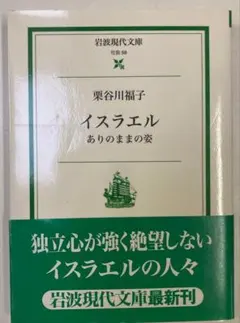 岩波現代文庫
栗谷川福子
イスラエル
ありのままの姿
独立心が強く絶望しない
イスラエルの人々
岩波現代文庫最新刊